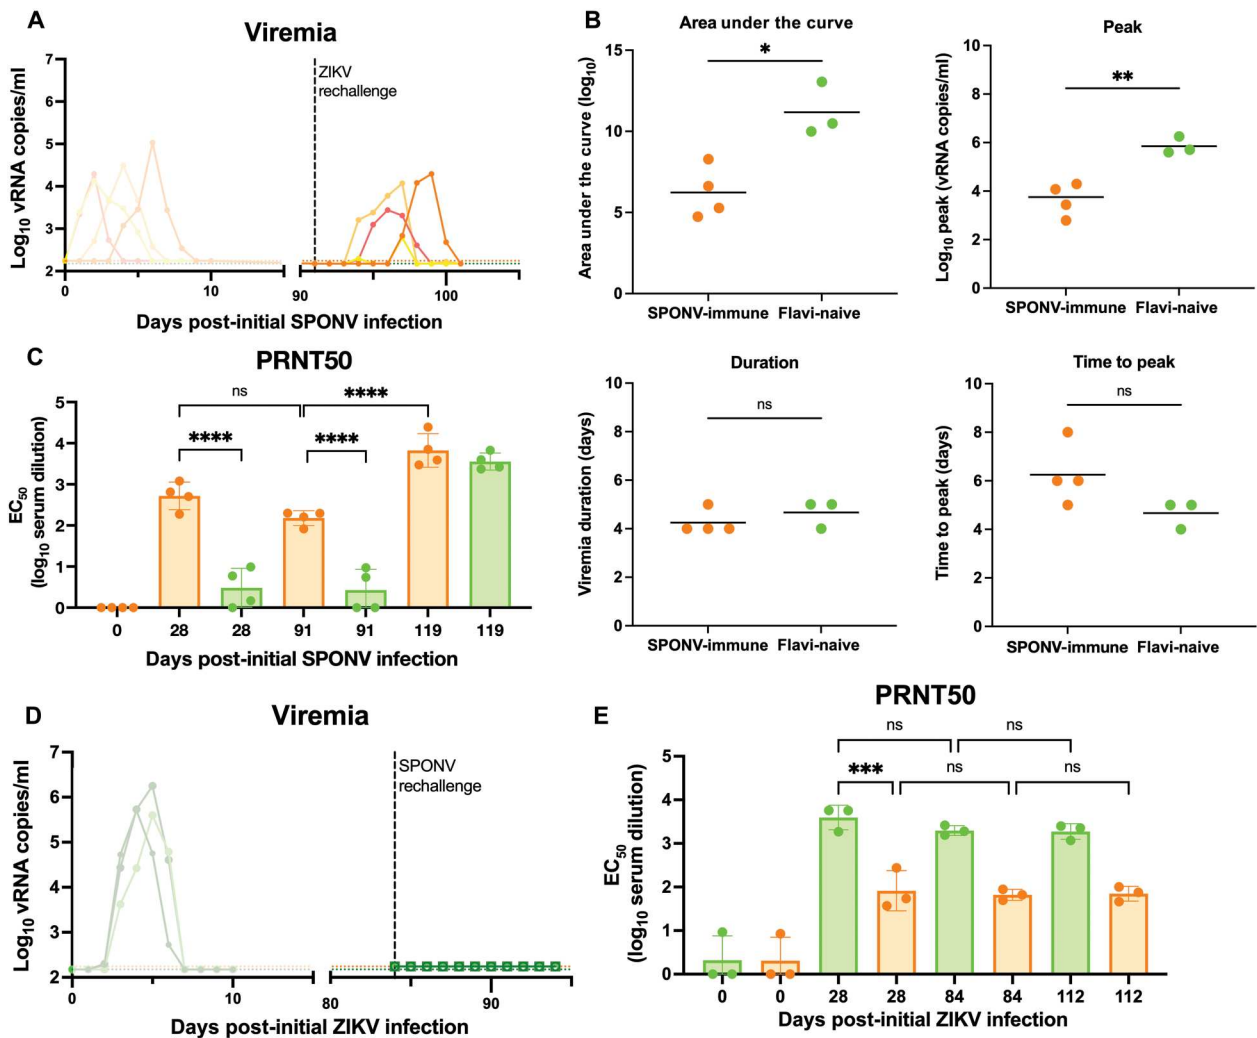 A
Viremia
Log10 vRNA copies/ml
7
6
5
4
3
2
ZIKV
rechallenge
0
10
90
100
Days post-initial SPONV infection
B
Area under the curve
Area under the curve (log10)
15
10
5
0
*
SPONV-immune
Flavi-naive
Peak
Log10 peak (vRNA copies/ml)
10
8
6
4
2
0
**
SPONV-immune
Flavi-naive
Duration
Viremia duration (days)
10
8
6
4
2
0
ns
SPONV-immune
Flavi-naive
Time to peak
Time to peak (days)
10
8
6
4
2
0
ns
SPONV-immune
Flavi-naive
C
PRNT50
EC50
(log10 serum dilution)
5
4
3
2
1
0
ns
****
****
****
0
28
28
91
91
119
119
Days post-initial SPONV infection
D
Viremia
Log10 vRNA copies/ml
7
6
5
4
3
2
SPONV
rechallenge
0
10
80
90
Days post-initial ZIKV infection
E
PRNT50
EC50
(log10 serum dilution)
5
4
3
2
1
0
ns
ns
***
ns
ns
0
0
28
28
84
84
112
112
Days post-initial ZIKV infection